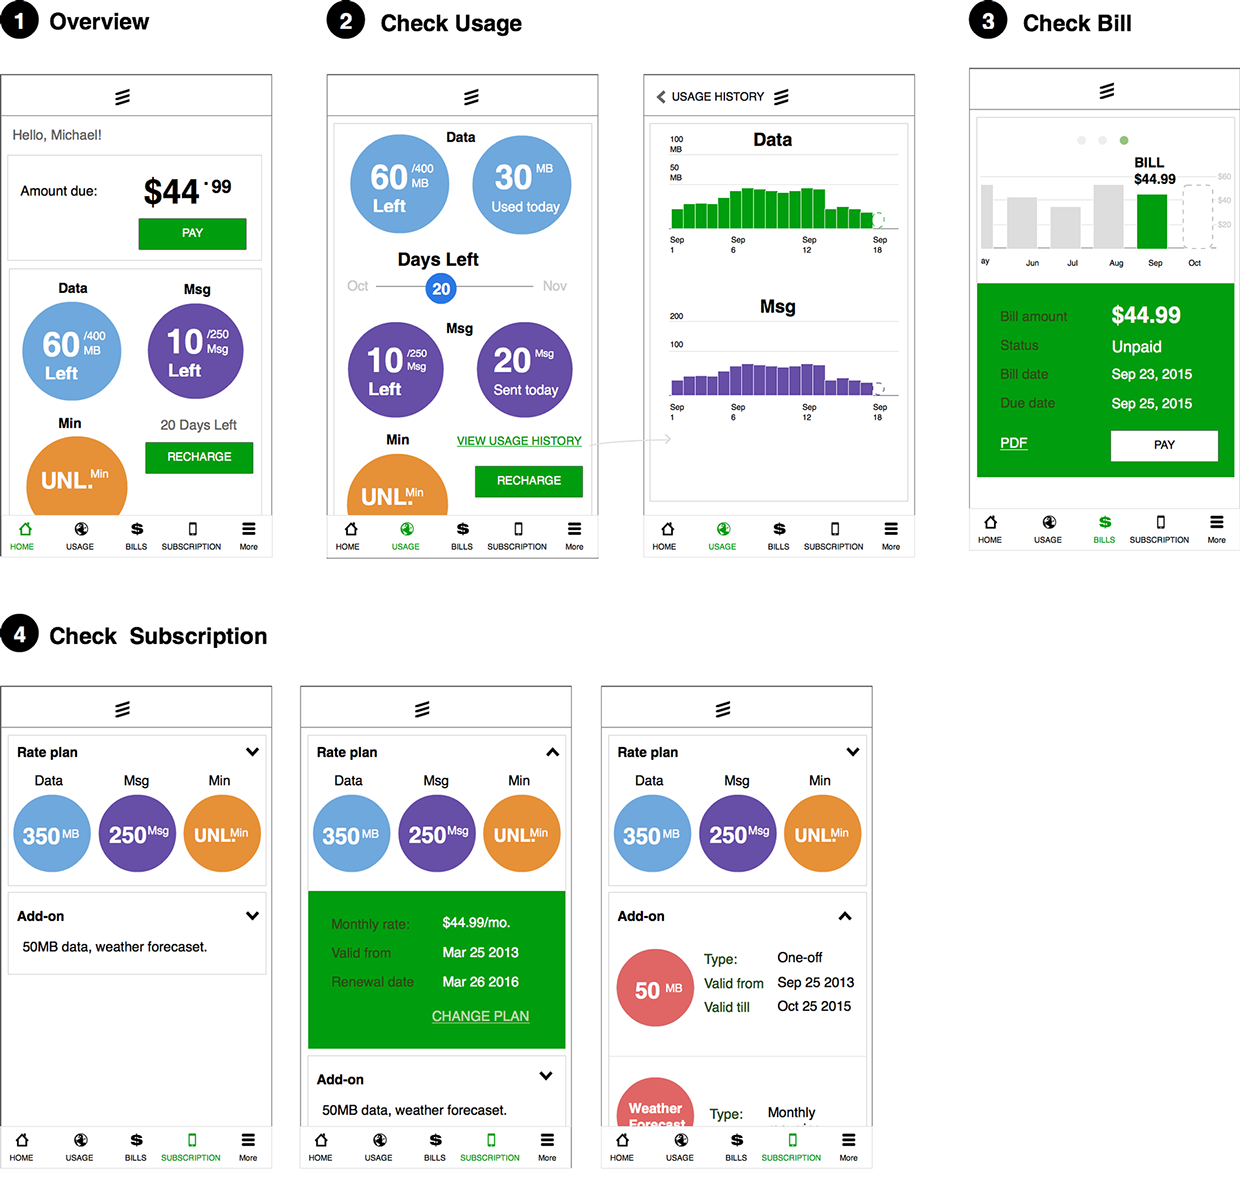 1 Overview
Hello, Michael!
Amount due:
$44.99
PAY
Data
Msg
60 /400 MB
Left
10 /250 Msg
Left
Min
20 Days Left
UNL. Min
RECHARGE
HOME USAGE BILLS SUBSCRIPTION More
2 Check Usage
Data
60 /400 MB
Left
30 MB
Used today
Days Left
Oct 20 Nov
Msg
10 /250 Msg
Left
20 Msg
Sent today
Min
VIEW USAGE HISTORY
UNL. Min
RECHARGE
HOME USAGE BILLS SUBSCRIPTION More
USAGE HISTORY
Data
100 MB
50 MB
Sep 1 Sep 6 Sep 12 Sep 18
Msg
200
100
Sep 1 Sep 6 Sep 12 Sep 18
HOME USAGE BILLS SUBSCRIPTION More
3 Check Bill
BILL
$44.99
$60
$40
$20
ay Jun Jul Aug Sep Oct
Bill amount $44.99
Status Unpaid
Bill date Sep 23, 2015
Due date Sep 25, 2015
PDF PAY
HOME USAGE BILLS SUBSCRIPTION More
4 Check Subscription
Rate plan
Data Msg Min
350 MB 250 Msg UNL. Min
Add-on
50MB data, weather forecaset.
HOME USAGE BILLS SUBSCRIPTION More
Rate plan
Data Msg Min
350 MB 250 Msg UNL. Min
Monthly rate: $44.99/mo.
Valid from Mar 25 2013
Renewal date Mar 26 2016
CHANGE PLAN
Add-on
50MB data, weather forecaset.
HOME USAGE BILLS SUBSCRIPTION More
Rate plan
Data Msg Min
350 MB 250 Msg UNL. Min
Add-on
50 MB
Type: One-off
Valid from Sep 25 2013
Valid till Oct 25 2015
Weather
Forecast
Type: Monthly
HOME USAGE BILLS SUBSCRIPTION More